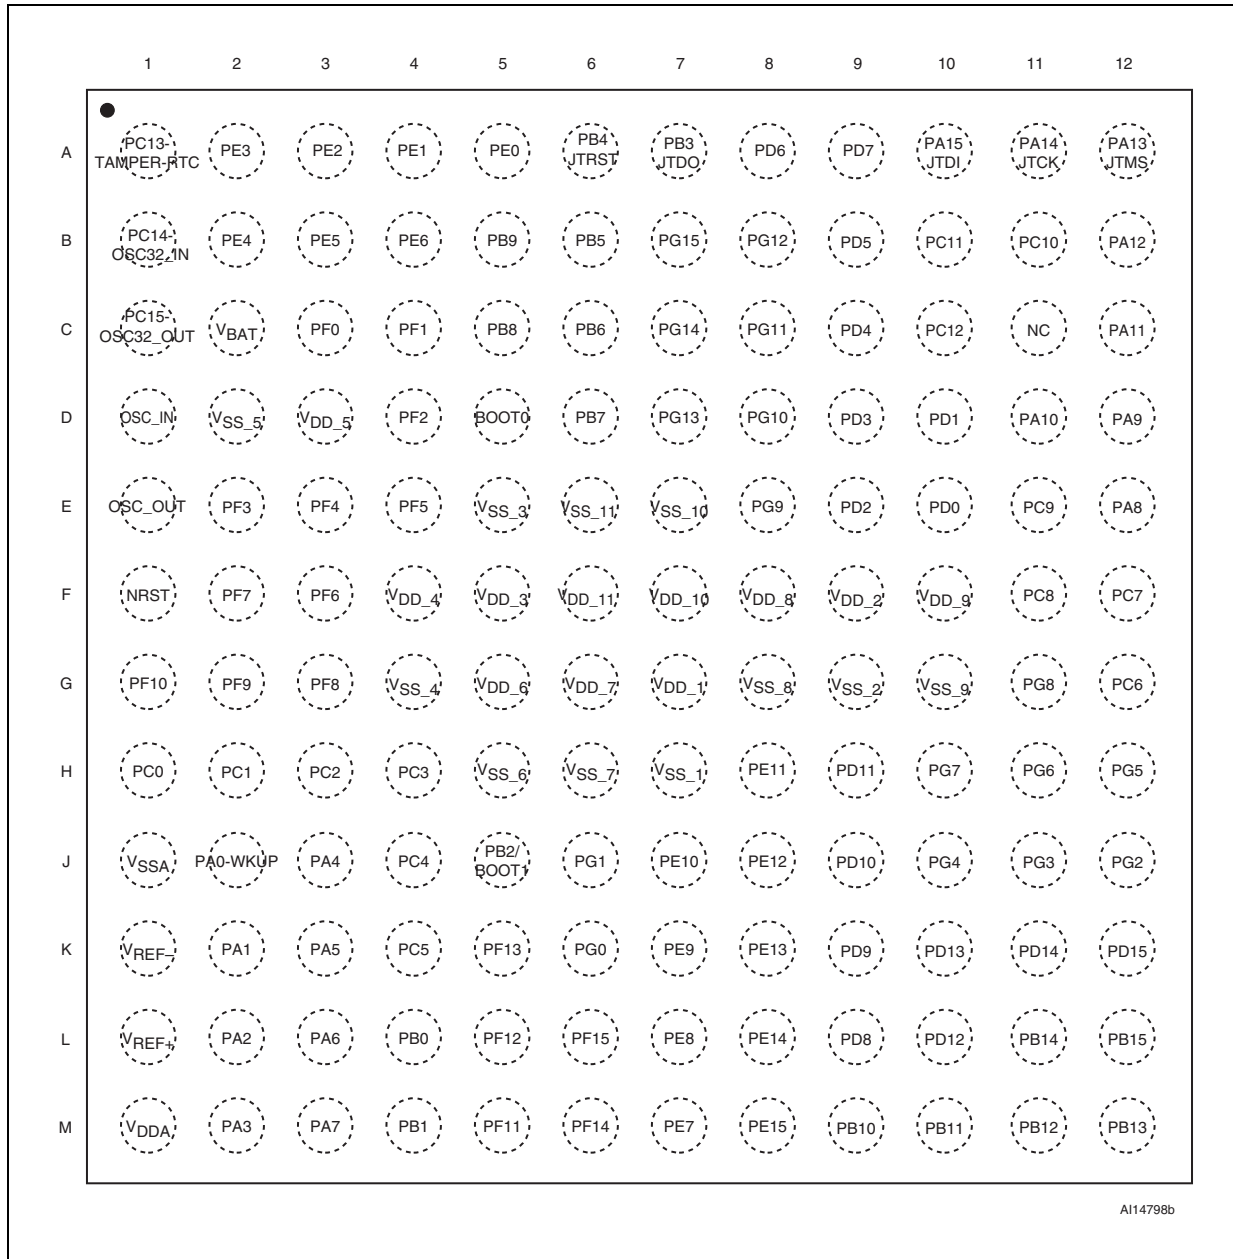 1 2 3 4 5 6 7 8 9 10 11 12
A PC13-TAMPER-RTC PE3 PE2 PE1 PE0 PB4 JTRST PB3 JTDO PD6 PD7 PA15 JTDI PA14 JTCK PA13 JTMS
B PC14-OSC32_IN PE4 PE5 PE6 PB9 PB5 PG15 PG12 PD5 PC11 PC10 PA12
C PC15-OSC32_OUT VBAT PF0 PF1 PB8 PB6 PG14 PG11 PD4 PC12 NC PA11
D OSC_IN VSS_5 VDD_5 PF2 BOOT0 PB7 PG13 PG10 PD3 PD1 PA10 PA9
E OSC_OUT PF3 PF4 PF5 VSS_3 VSS_11 VSS_10 PG9 PD2 PD0 PC9 PA8
F NRST PF7 PF6 VDD_4 VDD_3 VDD_11 VDD_10 VDD_8 VDD_2 VDD_9 PC8 PC7
G PF10 PF9 PF8 VSS_4 VDD_6 VDD_7 VDD_1 VSS_8 VSS_2 VSS_9 PG8 PC6
H PC0 PC1 PC2 PC3 VSS_6 VSS_7 VSS_1 PE11 PD11 PG7 PG6 PG5
J VSSA PA0-WKUP PA4 PC4 PB2/BOOT1 PG1 PE10 PE12 PD10 PG4 PG3 PG2
K VREF– PA1 PA5 PC5 PF13 PG0 PE9 PE13 PD9 PD13 PD14 PD15
L VREF+ PA2 PA6 PB0 PF12 PF15 PE8 PE14 PD8 PD12 PB14 PB15
M VDDA PA3 PA7 PB1 PF11 PF14 PE7 PE15 PB10 PB11 PB12 PB13
AI14798b